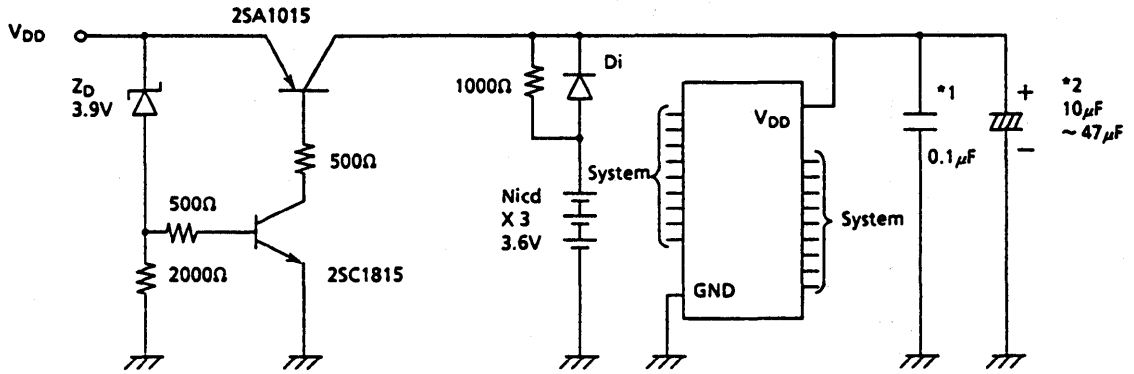 2SA1015
VDD
ZD
3.9V
500Ω
500Ω
2000Ω
2SC1815
1000Ω
Di
Nicd
X 3
3.6V
System
VDD
GND
System
*1
0.1μF
+
*2
10μF
~ 47μF
−